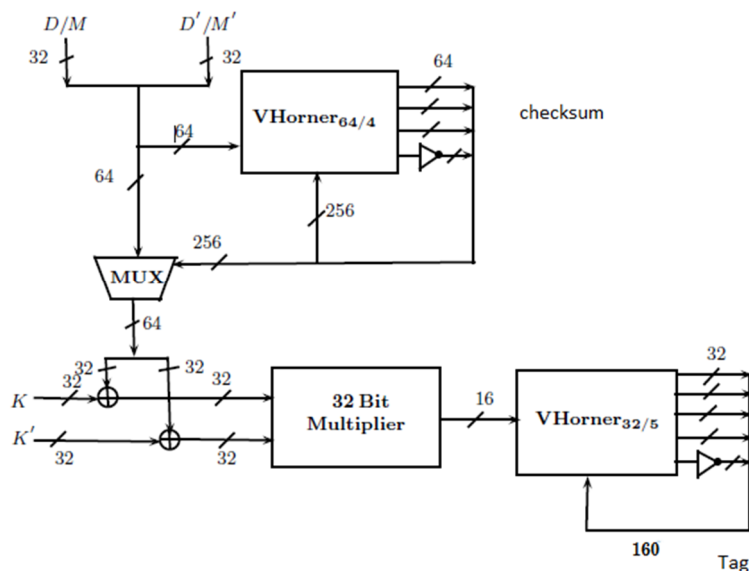 D/M
D′/M′
32
32
64
VHorner64/4
checksum
64
64
256
256
MUX
64
32
32
K
32
32
32 Bit
Multiplier
16
VHorner32/5
32
K′
32
32
160
Tag